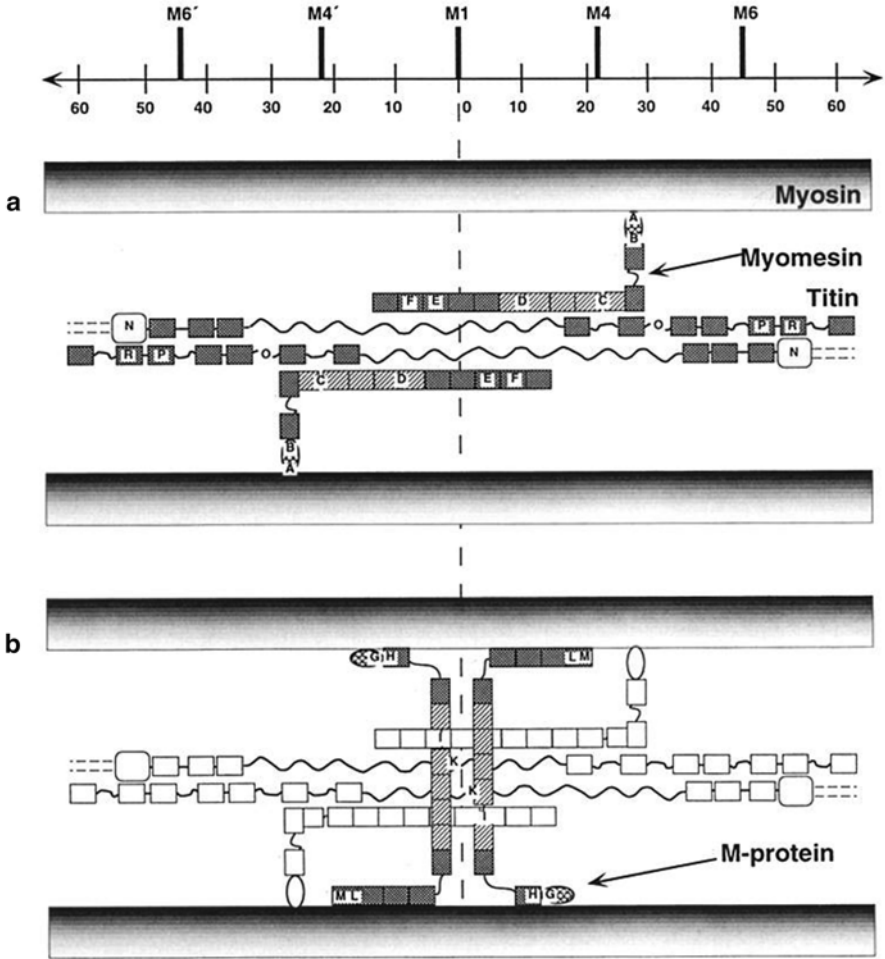 M6´ M4´ M1 M4 M6
60 50 40 30 20 10 0 10 20 30 40 50 60
a
Myosin
A
B
Myomesin
F E D C
Titin
N O P R
R P O N
C D E F
B
A
b
G H L M
I
K
K
I
M-protein
M L H G